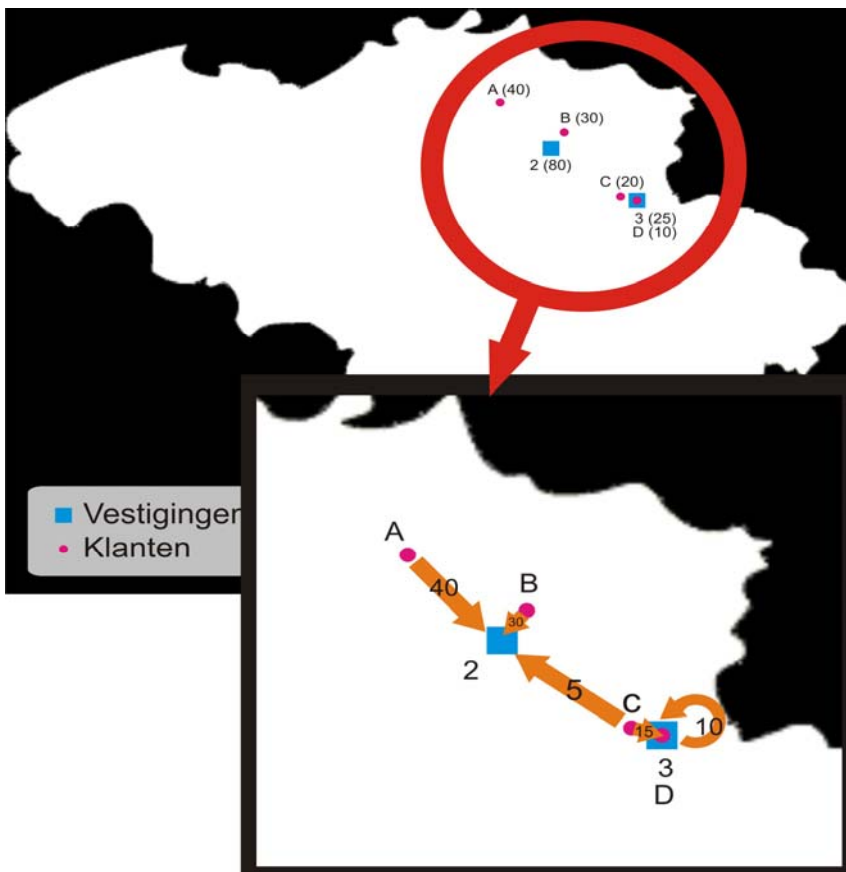 A (40)
B (30)
2 (80)
C (20)
3 (25)
D (10)
Vestigingen
Klanten
A
40
B
30
2
5
C
15
10
3
D